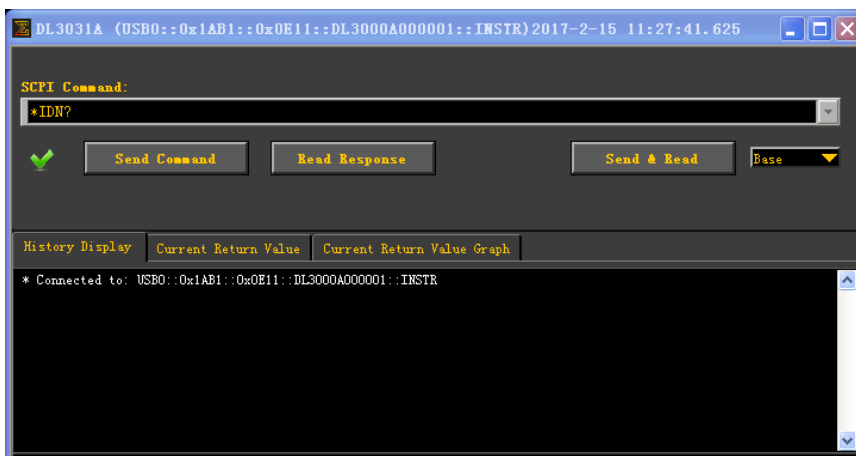 DL3031A (USB0::0x1AB1::0x0E11::DL3000A000001::INSTR)2017-2-15 11:27:41.625
SCPI Command:
*IDN?
Send Command Read Response Send & Read Base
History Display Current Return Value Current Return Value Graph
* Connected to: USB0::0x1AB1::0x0E11::DL3000A000001::INSTR